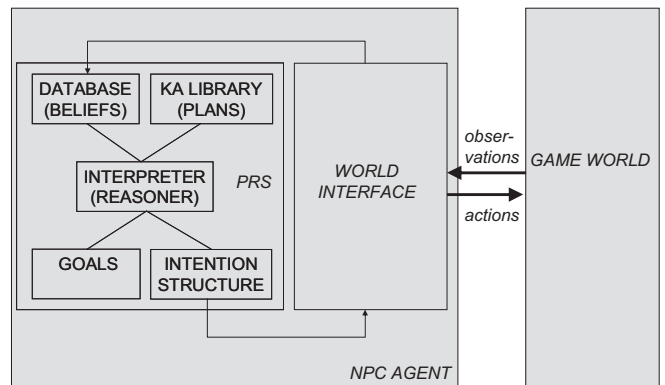 DATABASE
(BELIEFS)
KA LIBRARY
(PLANS)
INTERPRETER
(REASONER)
PRS
GOALS
INTENTION
STRUCTURE
WORLD
INTERFACE
obser-
vations
actions
GAME WORLD
NPC AGENT